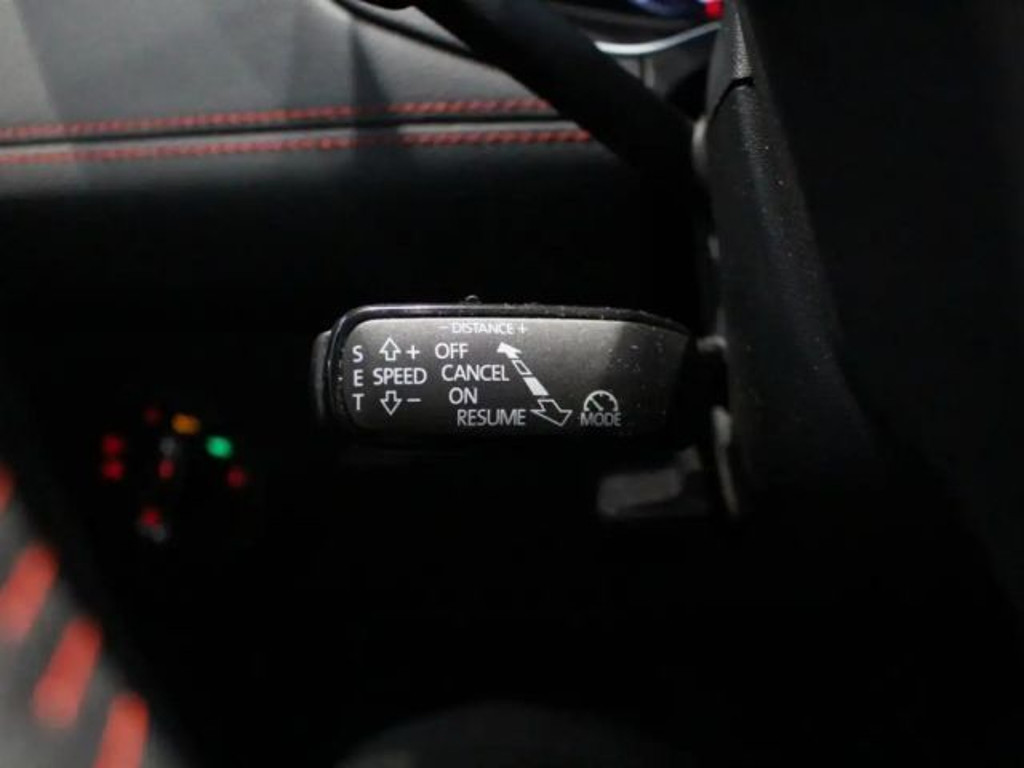 − DISTANCE +
S + OFF
E SPEED CANCEL
T − ON
RESUME MODE